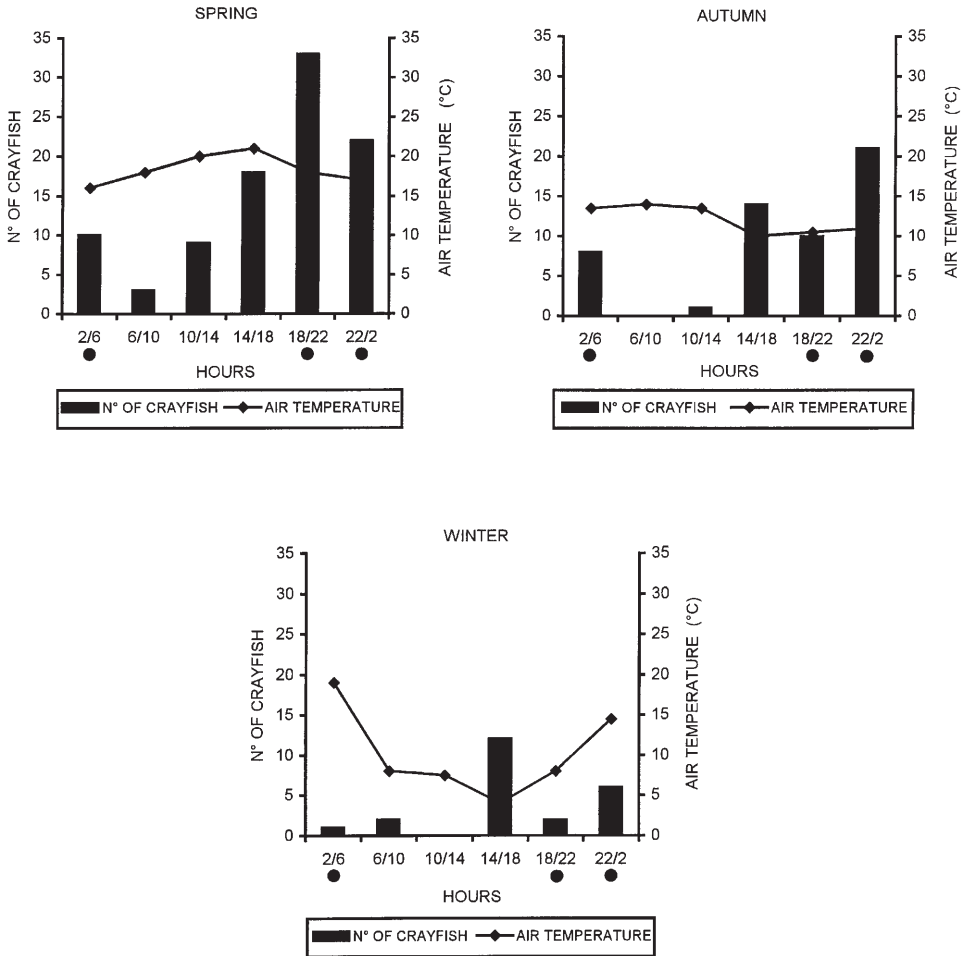 SPRING
N° OF CRAYFISH
35
30
25
20
15
10
5
0
35
30
25
20
15
10
5
0
AIR TEMPERATURE (°C)
2/6 6/10 10/14 14/18 18/22 22/2
HOURS
N° OF CRAYFISH AIR TEMPERATURE
AUTUMN
N° OF CRAYFISH
35
30
25
20
15
10
5
0
35
30
25
20
15
10
5
0
AIR TEMPERATURE (°C)
2/6 6/10 10/14 14/18 18/22 22/2
HOURS
N° OF CRAYFISH AIR TEMPERATURE
WINTER
N° OF CRAYFISH
35
30
25
20
15
10
5
0
35
30
25
20
15
10
5
0
AIR TEMPERATURE (°C)
2/6 6/10 10/14 14/18 18/22 22/2
HOURS
N° OF CRAYFISH AIR TEMPERATURE